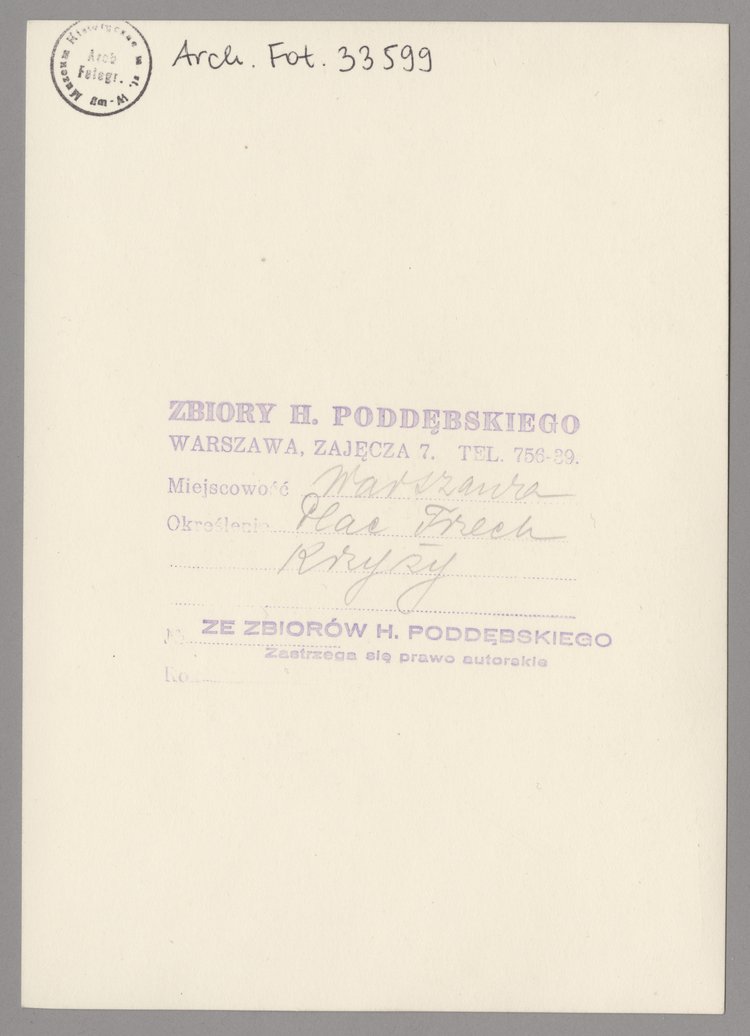 Muzeum Historyczne m. st. W-wy
Arch
Fotogr.
Arch. Fot. 33599
ZBIORY H. PODDĘBSKIEGO
WARSZAWA, ZAJĘCZA 7. TEL. 756-39.
Miejscowość Warszawa
Określenie Plac Trzech
Krzyży
ZE ZBIORÓW H. PODDĘBSKIEGO
Zastrzega się prawo autorskie
Rok